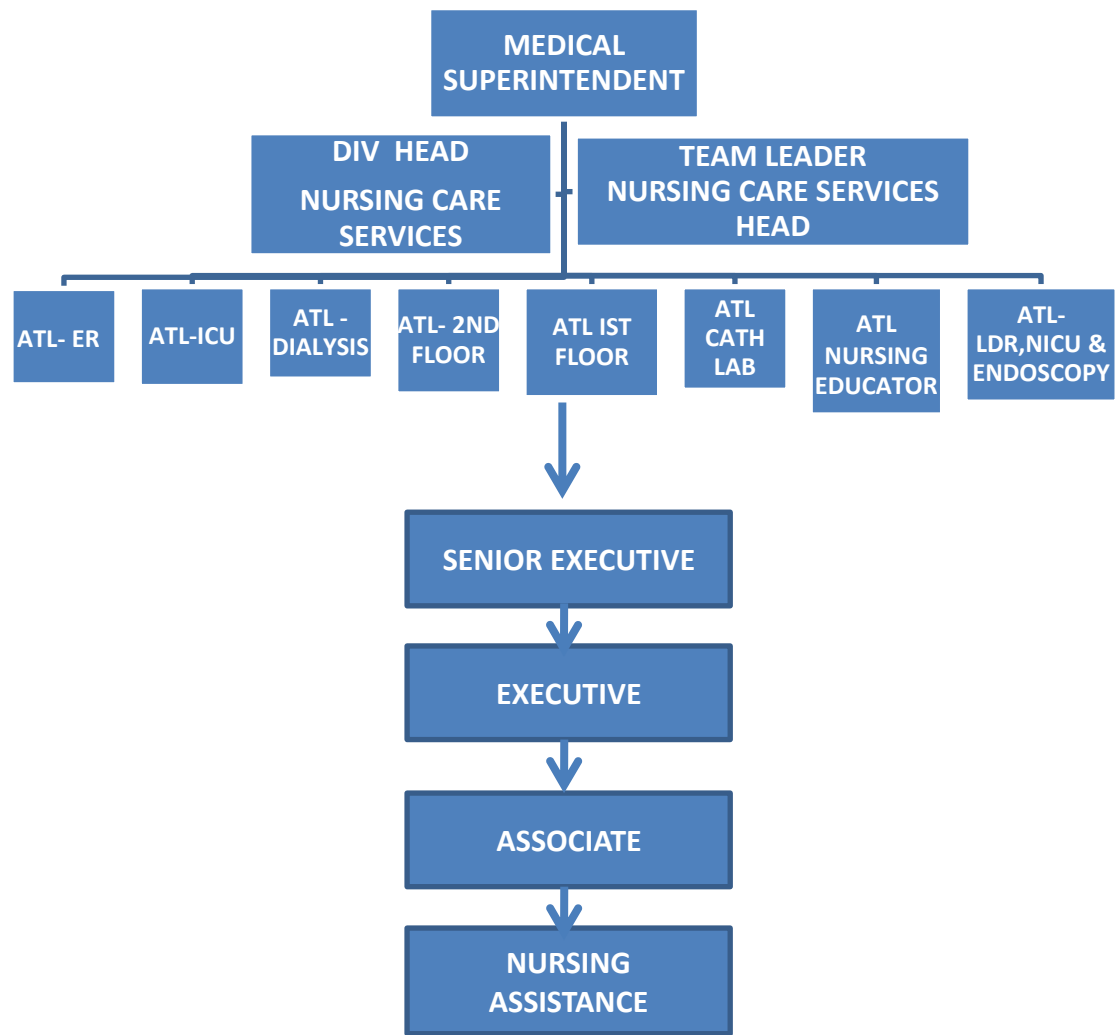 MEDICAL
SUPERINTENDENT
DIV HEAD
NURSING CARE
SERVICES
TEAM LEADER
NURSING CARE SERVICES
HEAD
ATL- ER
ATL-ICU
ATL -
DIALYSIS
ATL- 2ND
FLOOR
ATL IST
FLOOR
ATL
CATH
LAB
ATL
NURSING
EDUCATOR
ATL-
LDR,NICU &
ENDOSCOPY
SENIOR EXECUTIVE
EXECUTIVE
ASSOCIATE
NURSING
ASSISTANCE